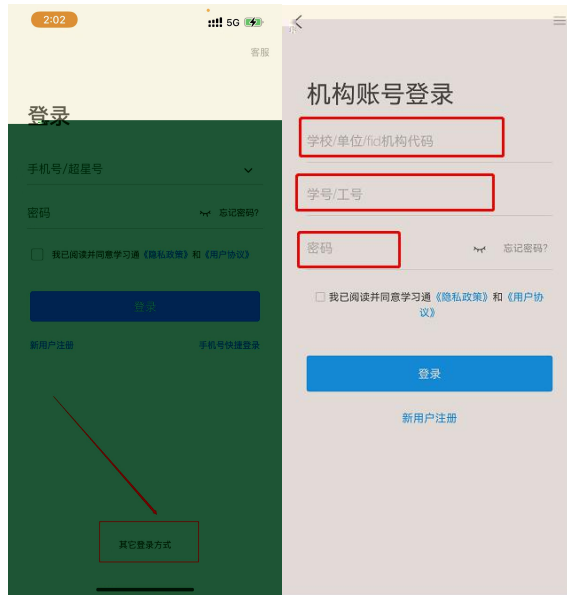 2:02
5G
客服
登录
手机号/超星号
密码
忘记密码?
我已阅读并同意学习通《隐私政策》和《用户协议》
登录
新用户注册
手机号快捷登录
其它登录方式
机构账号登录
学校/单位/fid机构代码
学号/工号
密码
忘记密码?
我已阅读并同意学习通《隐私政策》和《用户协
议》
登录
新用户注册